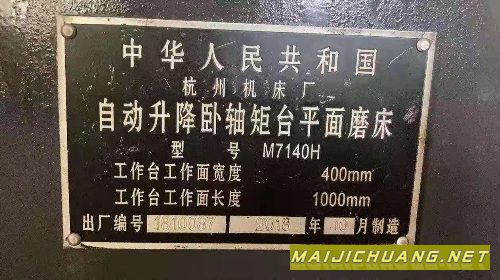 中华人民共和国
杭州机床厂
自动升降卧轴矩台平面磨床
型 号 M7140H
工作台工作面宽度 400mm
工作台工作面长度 1000mm
出厂编号 年 月制造
MAIJICHUANG.NET